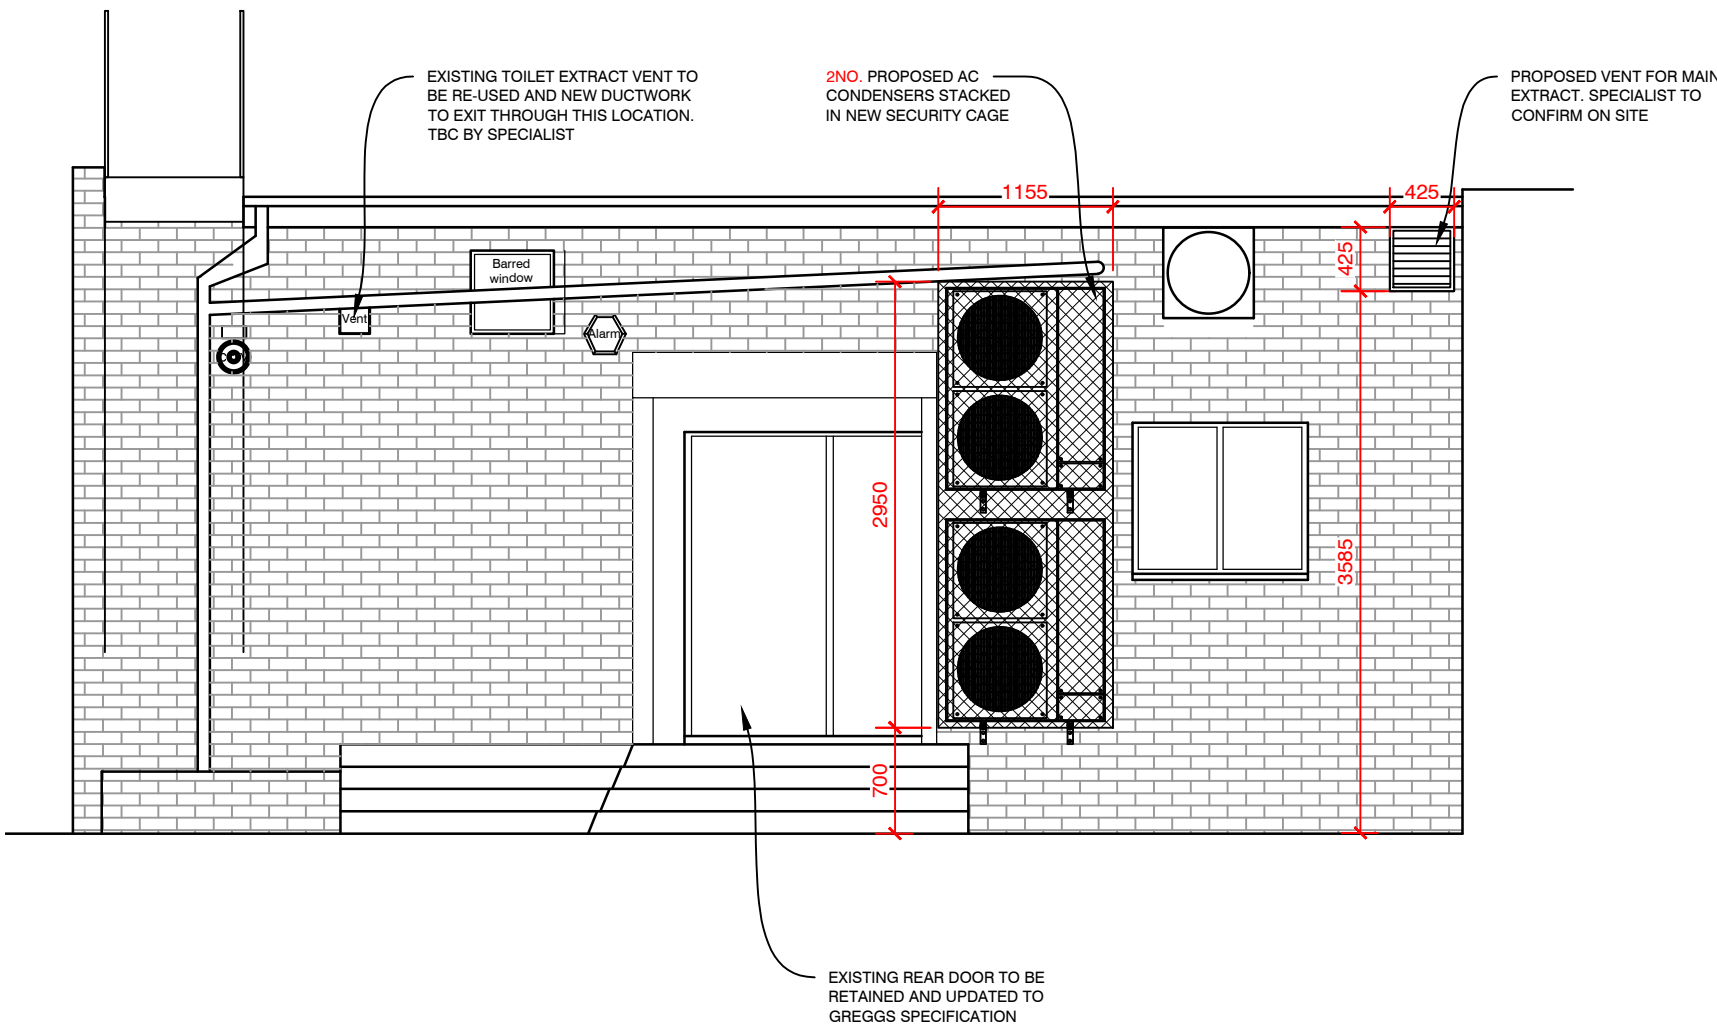 EXISTING TOILET EXTRACT VENT TO
BE RE-USED AND NEW DUCTWORK
TO EXIT THROUGH THIS LOCATION.
TBC BY SPECIALIST
2NO. PROPOSED AC
CONDENSERS STACKED
IN NEW SECURITY CAGE
PROPOSED VENT FOR MAIN
EXTRACT. SPECIALIST TO
CONFIRM ON SITE
1155
425
425
Barred
window
Vent
Alarm
2950
3585
700
EXISTING REAR DOOR TO BE
RETAINED AND UPDATED TO
GREGGS SPECIFICATION